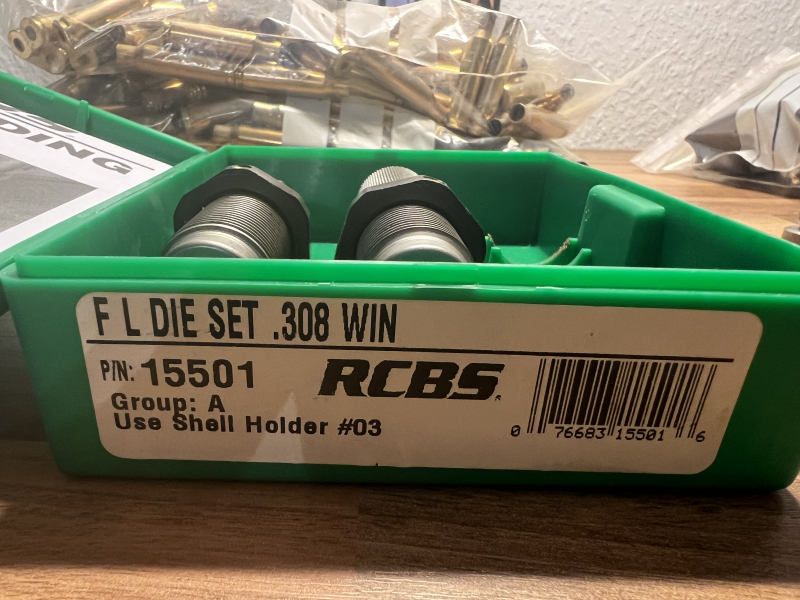 DING
F L DIE SET .308 WIN
P/N: 15501
RCBS
Group: A
Use Shell Holder #03
0 76683 15501 6